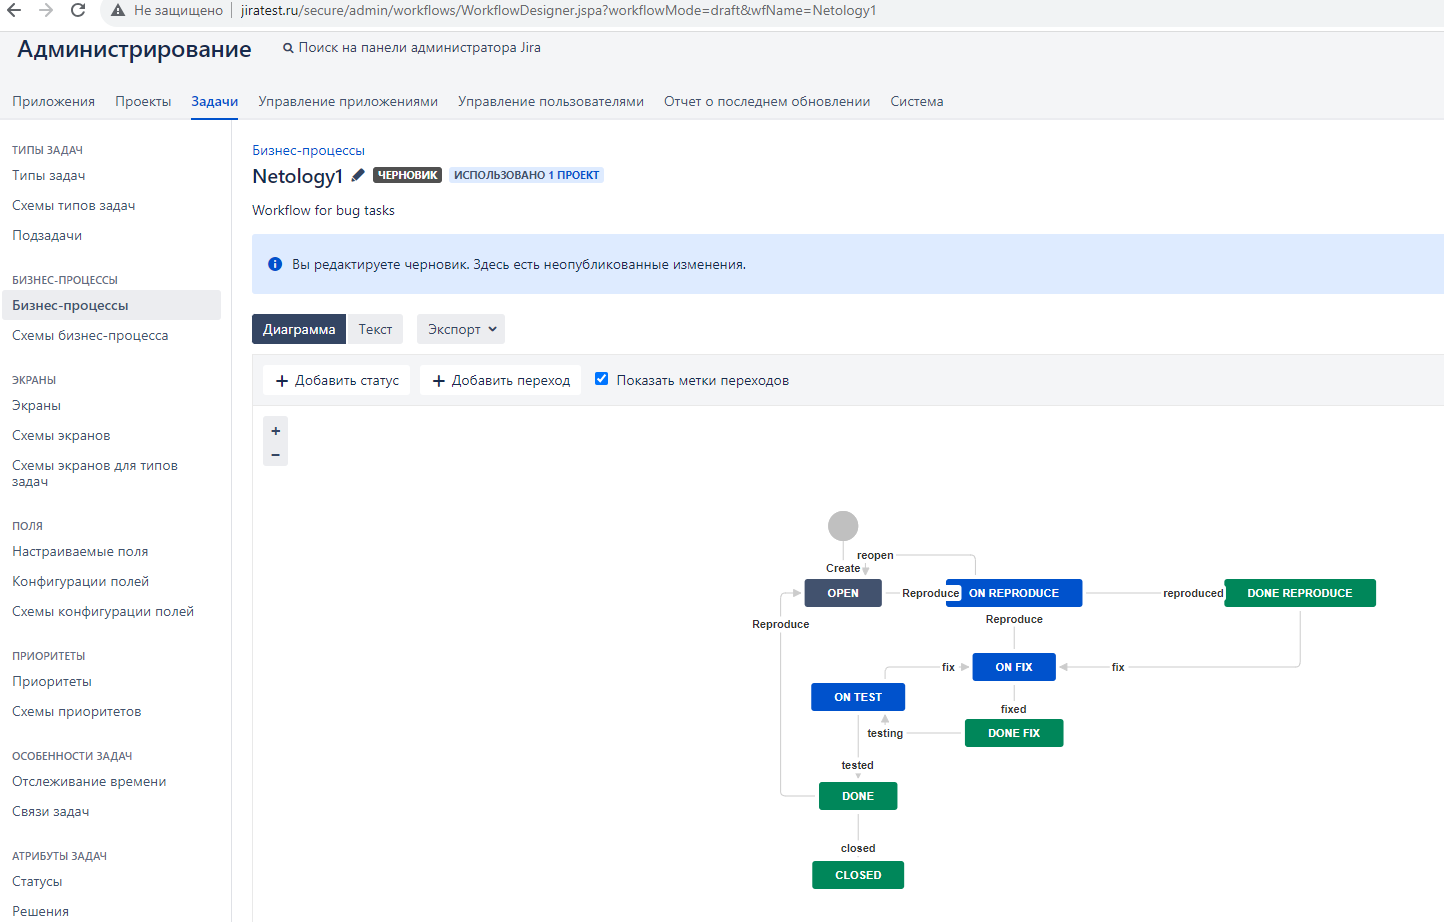 Не защищено
jiratest.ru/secure/admin/workflows/WorkflowDesigner.jspa?workflowMode=draft&wfName=Netology1
Администрирование
Поиск на панели администратора Jira
Приложения Проекты Задачи Управление приложениями Управление пользователями Отчет о последнем обновлении Система
ТИПЫ ЗАДАЧ
Типы задач
Схемы типов задач
Подзадачи
БИЗНЕС-ПРОЦЕССЫ
Бизнес-процессы
Схемы бизнес-процесса
ЭКРАНЫ
Экраны
Схемы экранов
Схемы экранов для типов
задач
ПОЛЯ
Настраиваемые поля
Конфигурации полей
Схемы конфигурации полей
ПРИОРИТЕТЫ
Приоритеты
Схемы приоритетов
ОСОБЕННОСТИ ЗАДАЧ
Отслеживание времени
Связи задач
АТРИБУТЫ ЗАДАЧ
Статусы
Решения
Бизнес-процессы
Netology1 ЧЕРНОВИК ИСПОЛЬЗОВАНО 1 ПРОЕКТ
Workflow for bug tasks
Вы редактируете черновик. Здесь есть неопубликованные изменения.
Диаграмма Текст Экспорт
+ Добавить статус + Добавить переход Показать метки переходов
+
−
reopen
Create
OPEN Reproduce ON REPRODUCE reproduced DONE REPRODUCE
Reproduce
Reproduce
fix ON FIX fix
ON TEST
fixed
testing DONE FIX
tested
DONE
closed
CLOSED